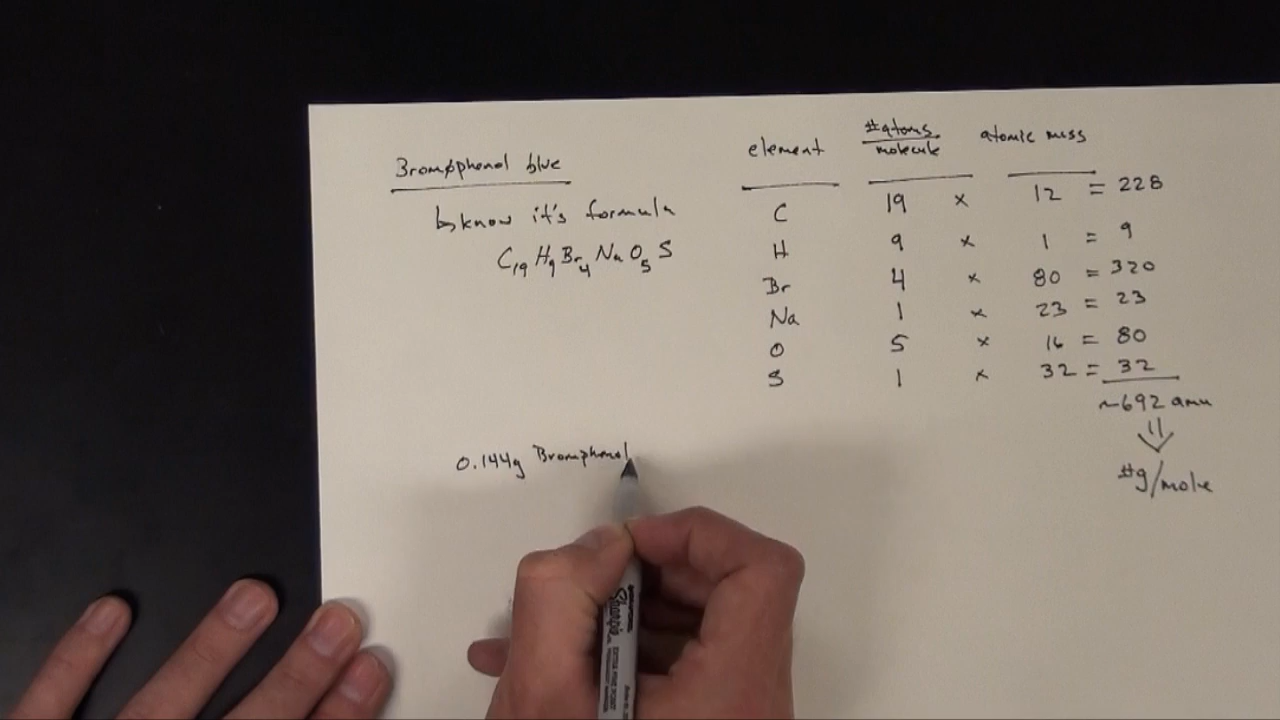 Bromophenol blue
↳know it's formula
C19 H9 Br4 Na O5 S
element #atoms/molecule atomic mass
C 19 x 12 = 228
H 9 x 1 = 9
Br 4 x 80 = 320
Na 1 x 23 = 23
O 5 x 16 = 80
S 1 x 32 = 32
~692 amu
#g/mole
0.144g Bromphenol
Sharpie